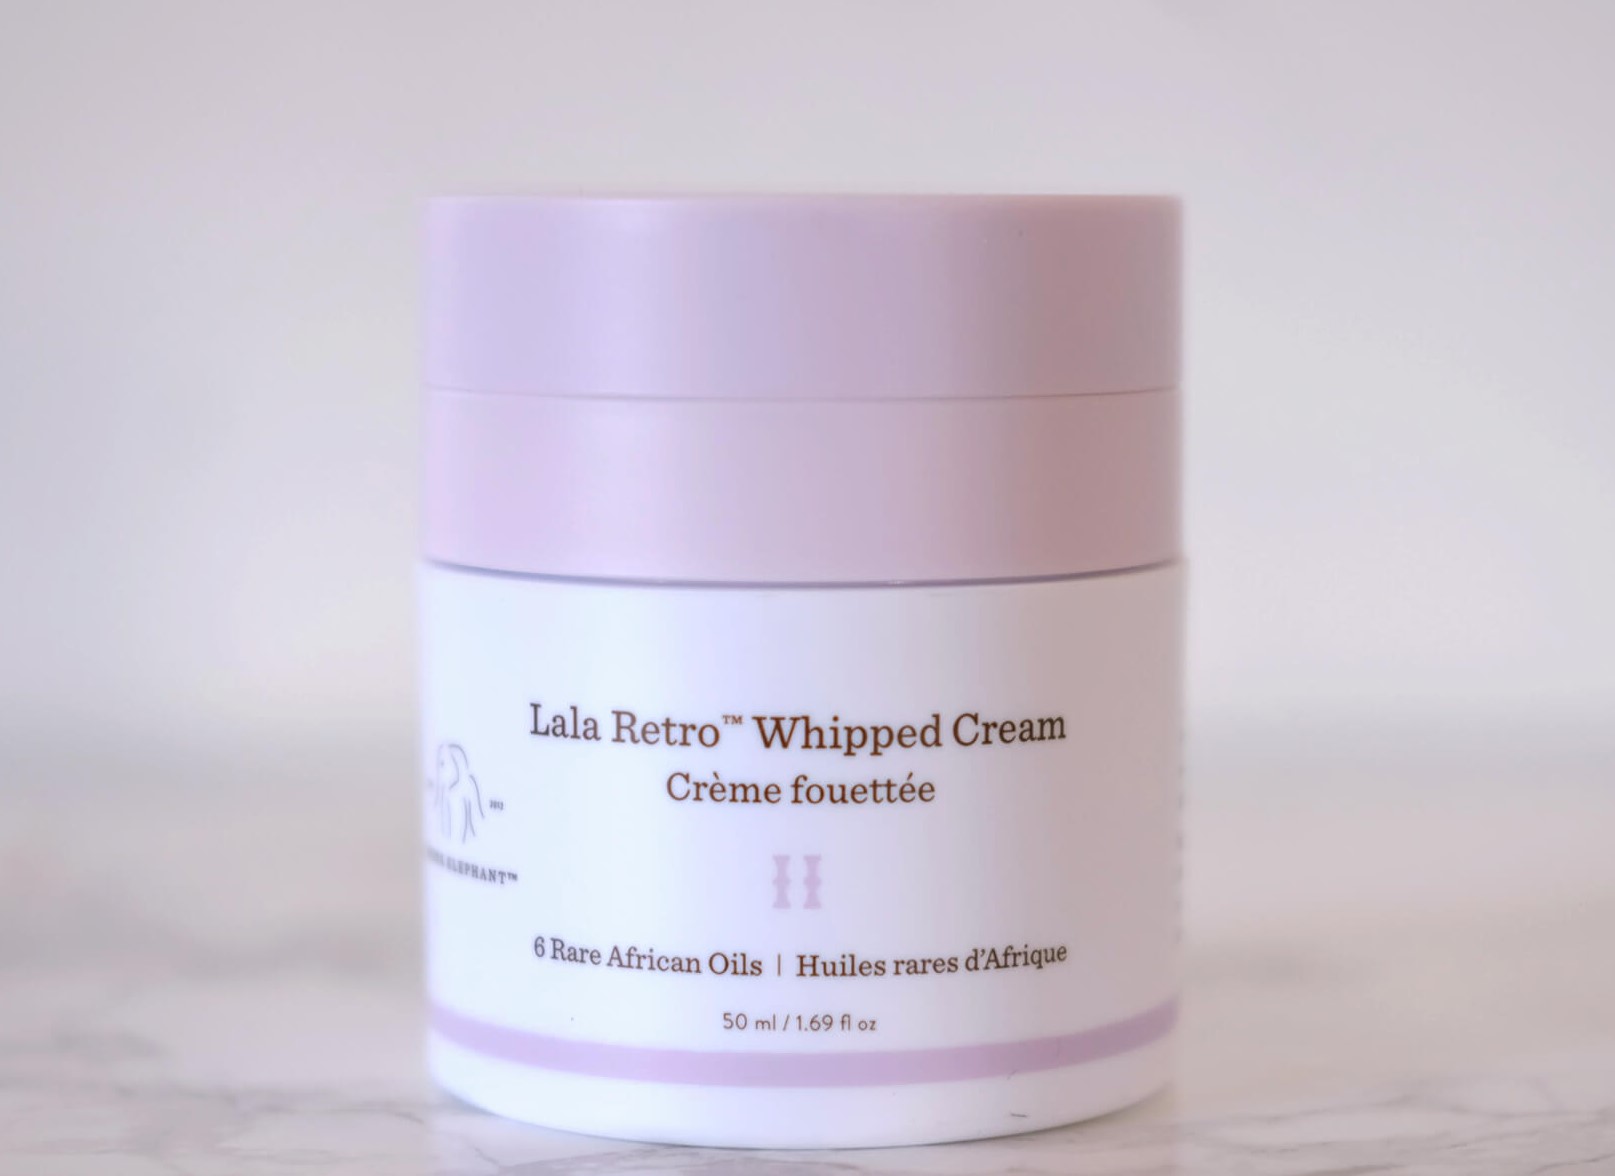 Lala Retro™ Whipped Cream
Crème fouettée
ELEPHANT™
6 Rare African Oils | Huiles rares d'Afrique
50 ml / 1.69 fl oz